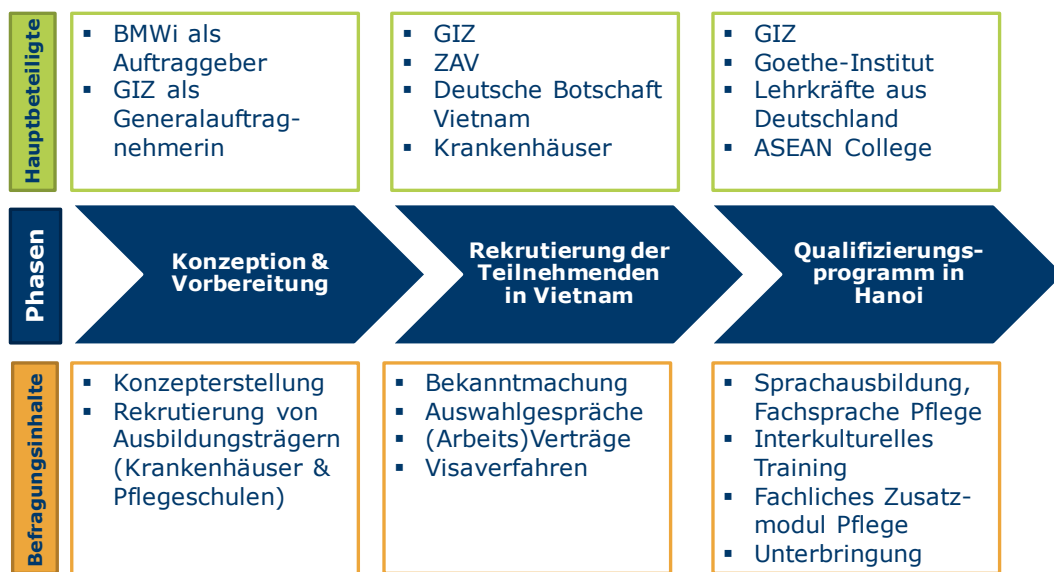 Hauptbeteiligte
▪ BMWi als
Auftraggeber
▪ GIZ als
Generalauftrag-
nehmerin
▪ GIZ
▪ ZAV
▪ Deutsche Botschaft
Vietnam
▪ Krankenhäuser
▪ GIZ
▪ Goethe-Institut
▪ Lehrkräfte aus
Deutschland
▪ ASEAN College
Phasen
Konzeption &
Vorbereitung
Rekrutierung der
Teilnehmenden
in Vietnam
Qualifizierungs-
programm in
Hanoi
Befragungsinhalte
▪ Konzepterstellung
▪ Rekrutierung von
Ausbildungsträgern
(Krankenhäuser &
Pflegeschulen)
▪ Bekanntmachung
▪ Auswahlgespräche
▪ (Arbeits)Verträge
▪ Visaverfahren
▪ Sprachausbildung,
Fachsprache Pflege
▪ Interkulturelles
Training
▪ Fachliches Zusatz-
modul Pflege
▪ Unterbringung